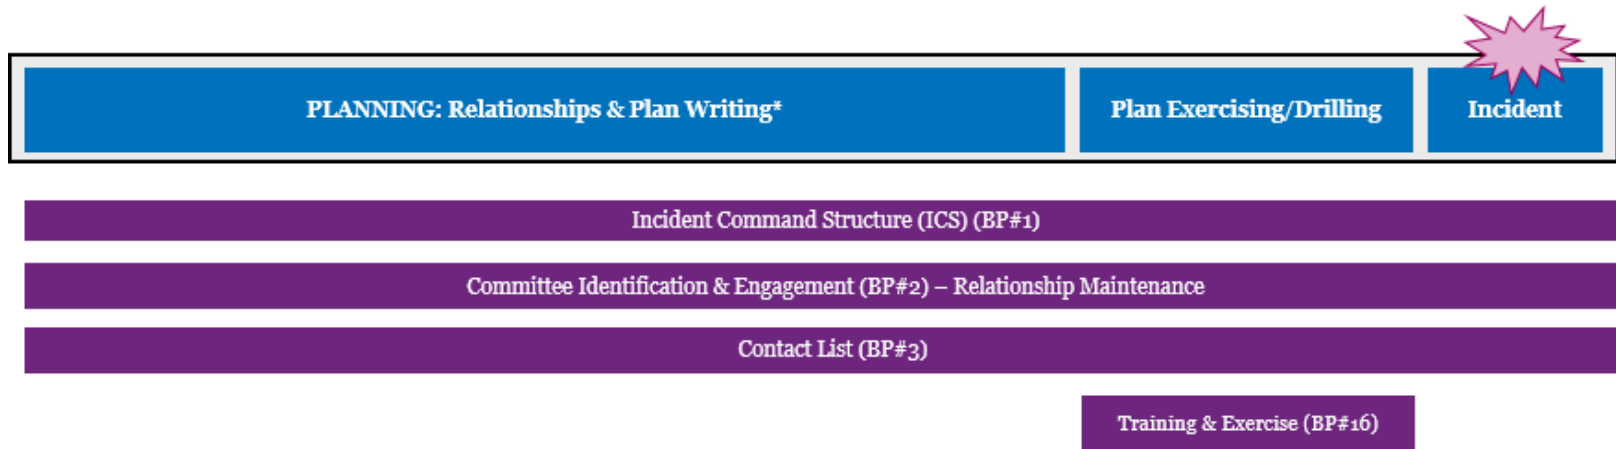 PLANNING: Relationships & Plan Writing*
Plan Exercising/Drilling
Incident
Incident Command Structure (ICS) (BP#1)
Committee Identification & Engagement (BP#2) – Relationship Maintenance
Contact List (BP#3)
Training & Exercise (BP#16)